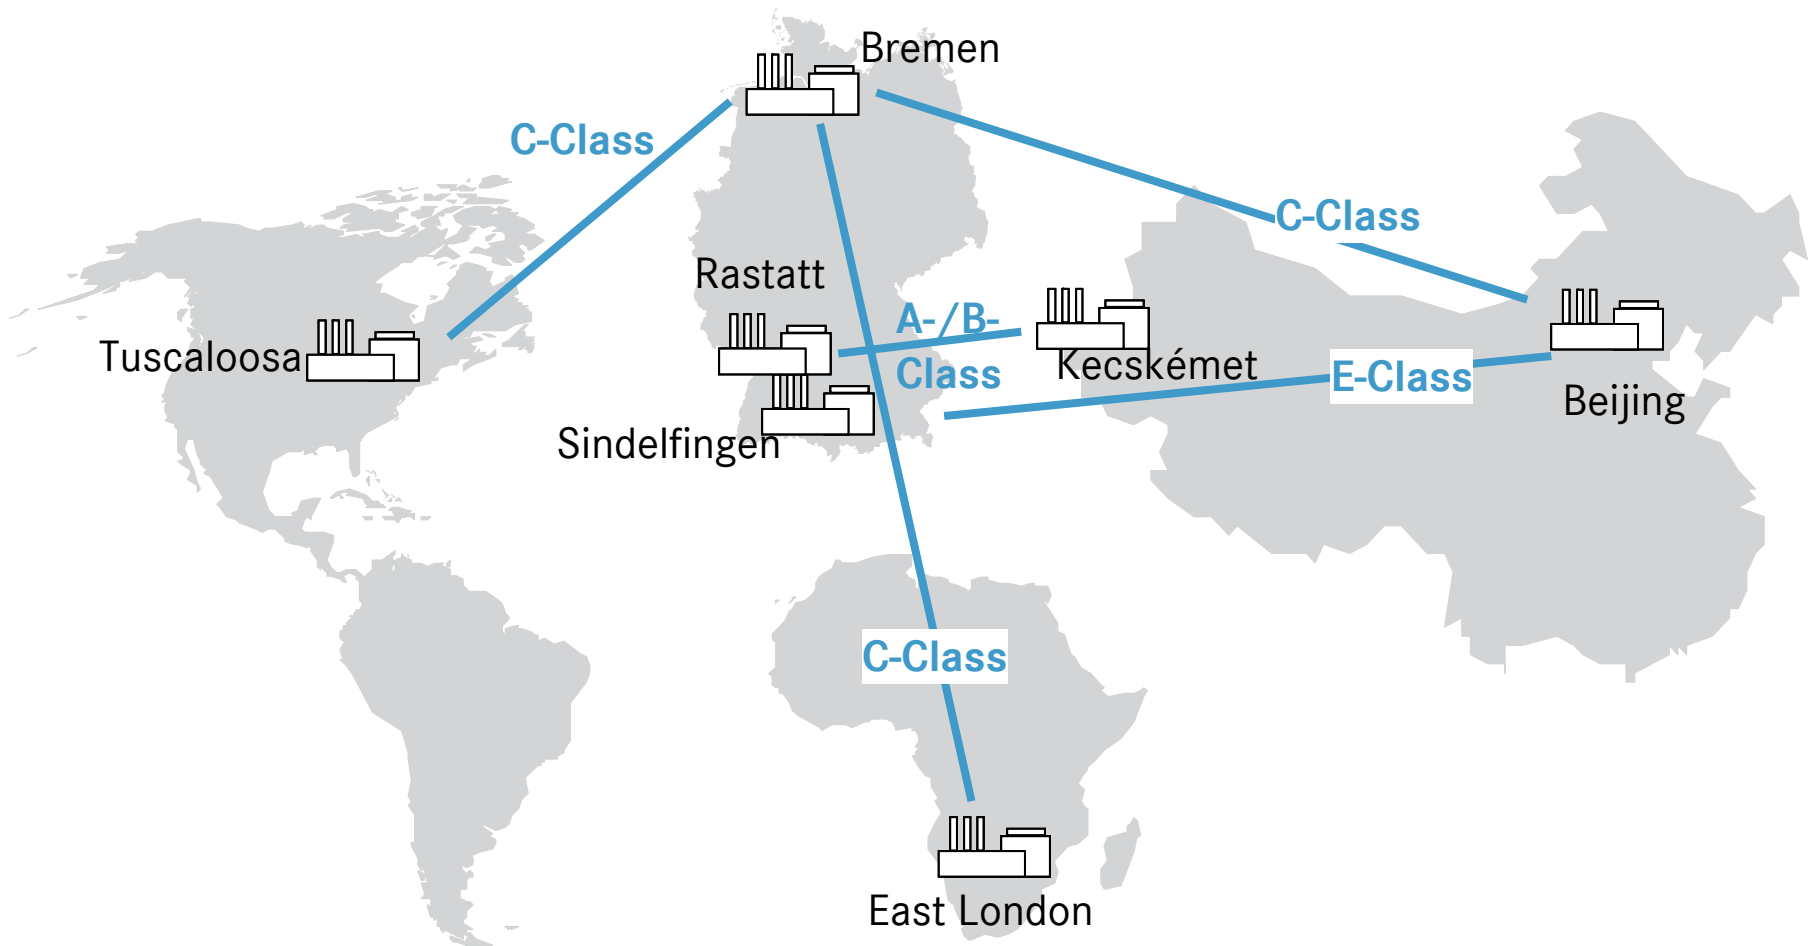 Bremen
C-Class
C-Class
Rastatt
A-/B-
Class
Kecskémet
Tuscaloosa
E-Class
Beijing
Sindelfingen
C-Class
East London